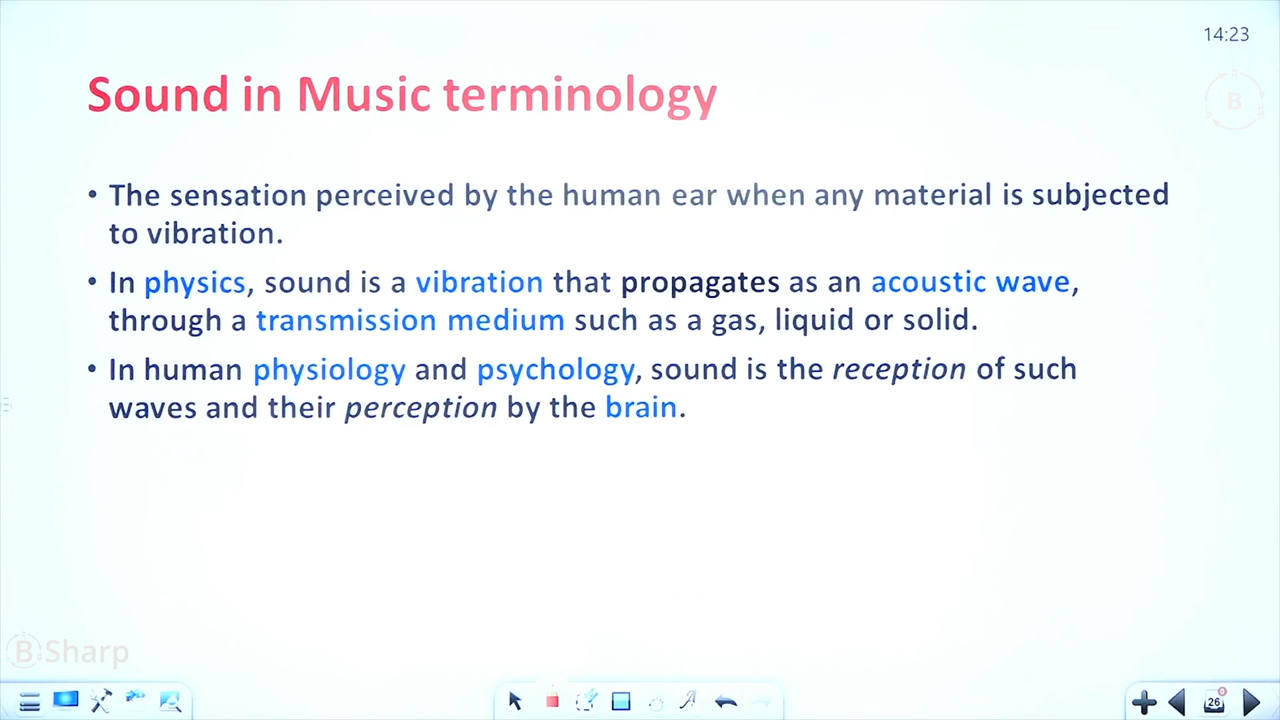 14:23
Sound in Music terminology
B
• The sensation perceived by the human ear when any material is subjected
to vibration.
• In physics, sound is a vibration that propagates as an acoustic wave,
through a transmission medium such as a gas, liquid or solid.
• In human physiology and psychology, sound is the reception of such
waves and their perception by the brain.
B Sharp
26